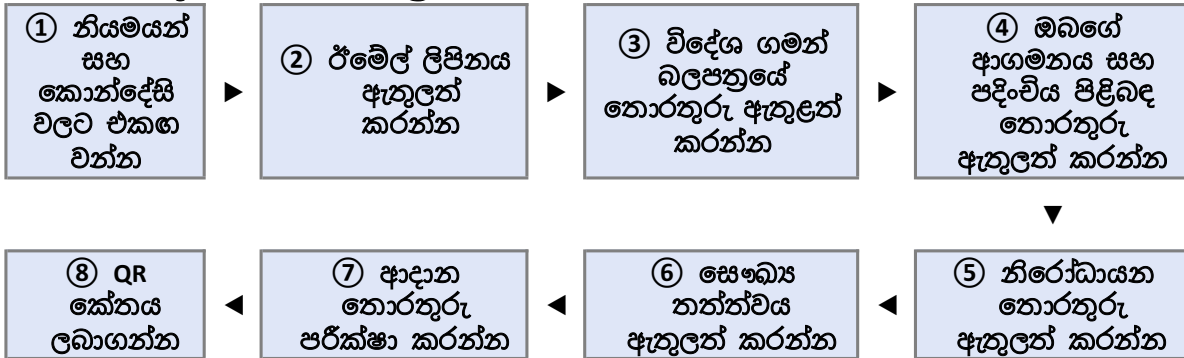 ① නියමයන්
සහ
කොන්දේසි
වලට එකඟ
වන්න
② ඊමේල් ලිපිනය
ඇතුලත්
කරන්න
③ විදේශ ගමන්
බලපත්‍රයේ
තොරතුරු ඇතුළත්
කරන්න
④ ඔබගේ
ආගමනය සහ
පදිංචිය පිළිබඳ
තොරතුරු
ඇතුලත් කරන්න
⑤ නිරෝධායන
තොරතුරු
ඇතුලත් කරන්න
⑥ සෞඛ්‍ය
තත්ත්වය
ඇතුලත් කරන්න
⑦ ආදාන
තොරතුරු
පරීක්ෂා කරන්න
⑧ QR
කේතය
ලබාගන්න